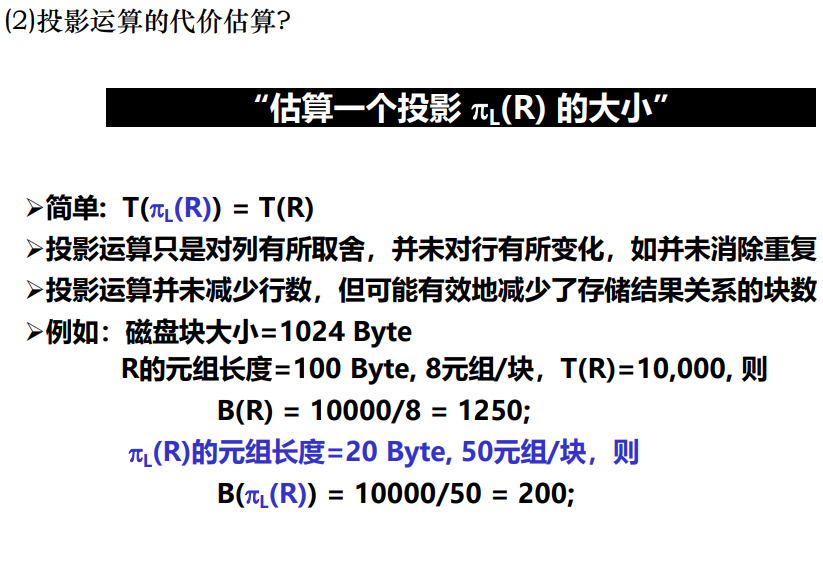 (2)投影运算的代价估算?
“估算一个投影 πL(R) 的大小”
➢简单: T(πL(R)) = T(R)
➢投影运算只是对列有所取舍，并未对行有所变化，如并未消除重复
➢投影运算并未减少行数，但可能有效地减少了存储结果关系的块数
➢例如：磁盘块大小=1024 Byte
R的元组长度=100 Byte, 8元组/块，T(R)=10,000, 则
B(R) = 10000/8 = 1250;
πL(R)的元组长度=20 Byte, 50元组/块，则
B(πL(R)) = 10000/50 = 200;